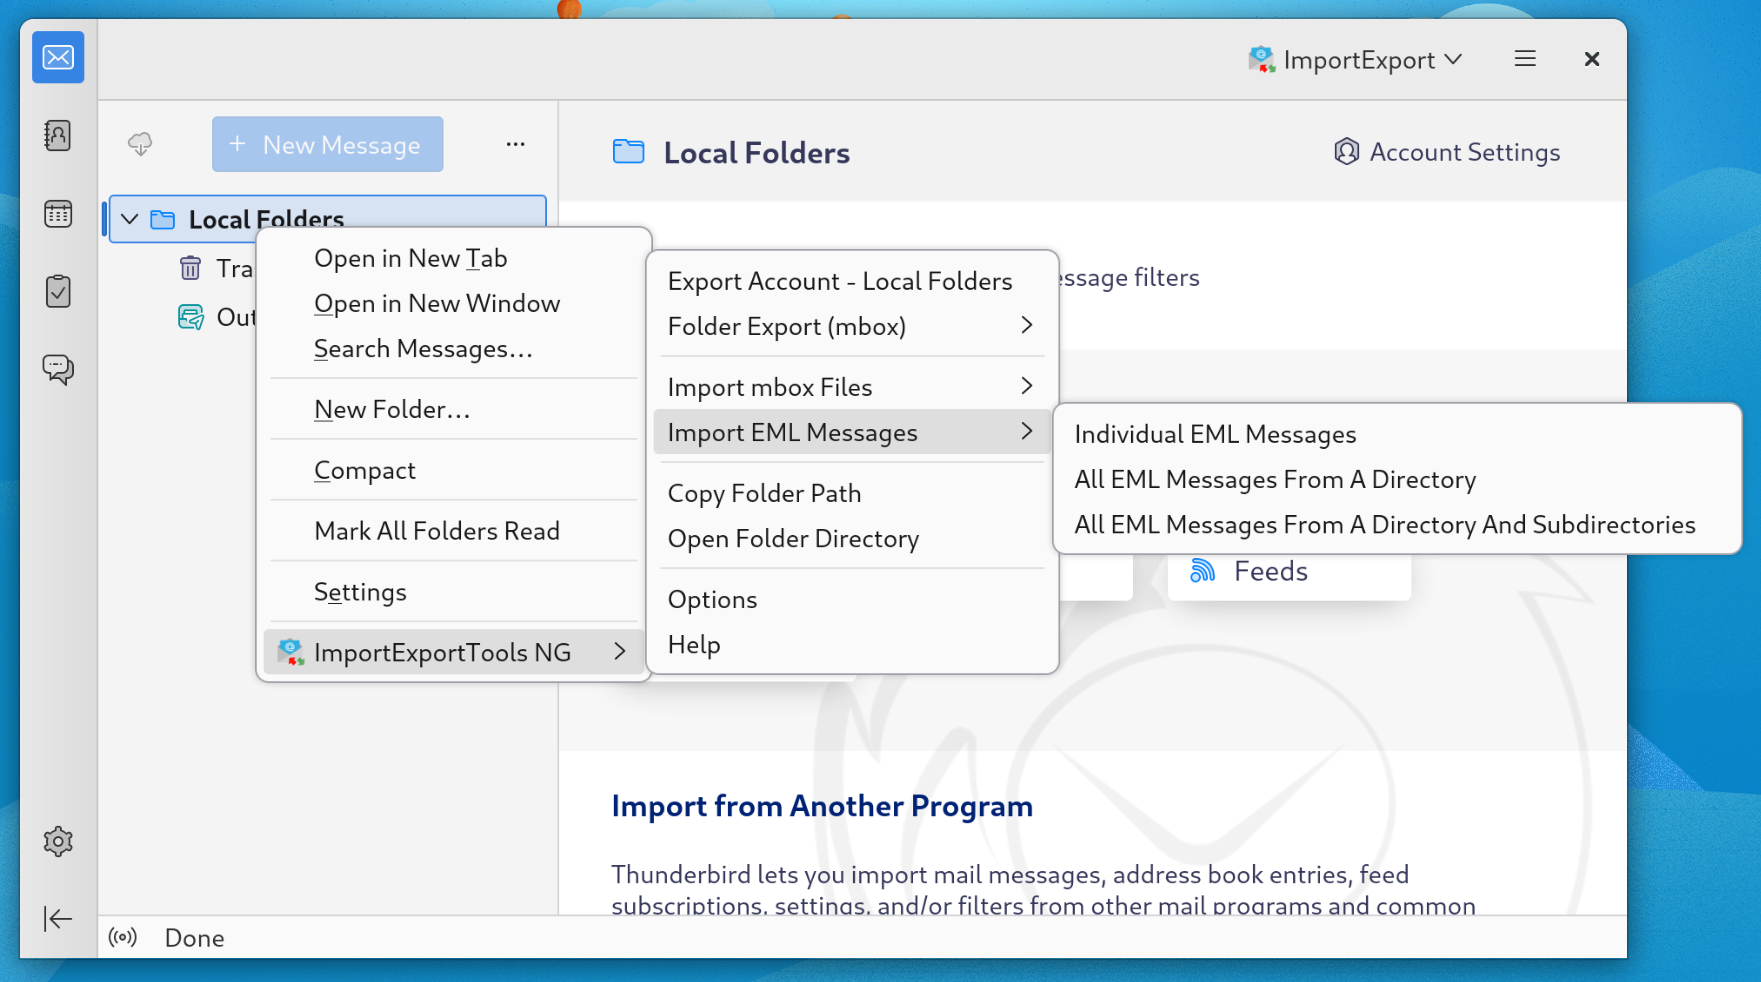 ImportExport
New Message
Local Folders
Account Settings
Local Folders
Tra
Out
Open in New Tab
Open in New Window
Search Messages...
New Folder...
Compact
Mark All Folders Read
Settings
ImportExportTools NG
Export Account - Local Folders
Folder Export (mbox)
Import mbox Files
Import EML Messages
Copy Folder Path
Open Folder Directory
Options
Help
Individual EML Messages
All EML Messages From A Directory
All EML Messages From A Directory And Subdirectories
essage filters
Feeds
Import from Another Program
Thunderbird lets you import mail messages, address book entries, feed
subscriptions, settings, and/or filters from other mail programs and common
Done